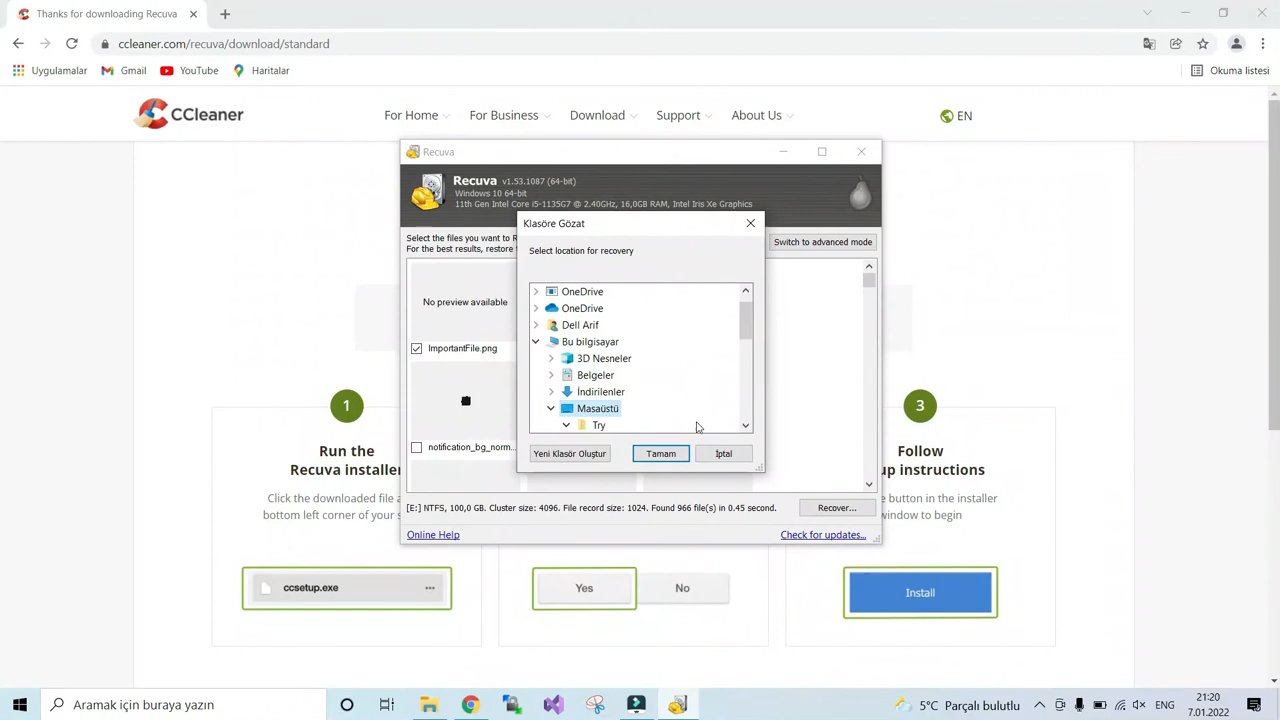 Thanks for downloading Recuva
ccleaner.com/recuva/download/standard
Uygulamalar
Gmail
YouTube
Haritalar
Okuma listesi
CCleaner
For Home
For Business
Download
Support
About Us
EN
Recuva
Recuva v1.53.1087 (64-bit)
Windows 10 64-bit
11th Gen Intel Core i5-1135G7 @ 2.40GHz, 16,0GB RAM, Intel Iris Xe Graphics
Select the files you want to R
For the best results, restore
Switch to advanced mode
No preview available
ImportantFile.png
notification_bg_norm...
Klasöre Gözat
Select location for recovery
OneDrive
OneDrive
Dell Arif
Bu bilgisayar
3D Nesneler
Belgeler
İndirilenler
Masaüstü
Try
Yeni Klasör Oluştur
Tamam
İptal
[E:] NTFS, 100,0 GB. Cluster size: 4096. File record size: 1024. Found 966 file(s) in 0.45 second.
Recover...
Online Help
Check for updates...
1
Run the
Recuva installer
Click the downloaded file a
bottom left corner of your s
ccsetup.exe
Yes
No
3
Follow
up instructions
e button in the installer
window to begin
Install
Aramak için buraya yazın
5°C Parçalı bulutlu
ENG
21:20
7.01.2022